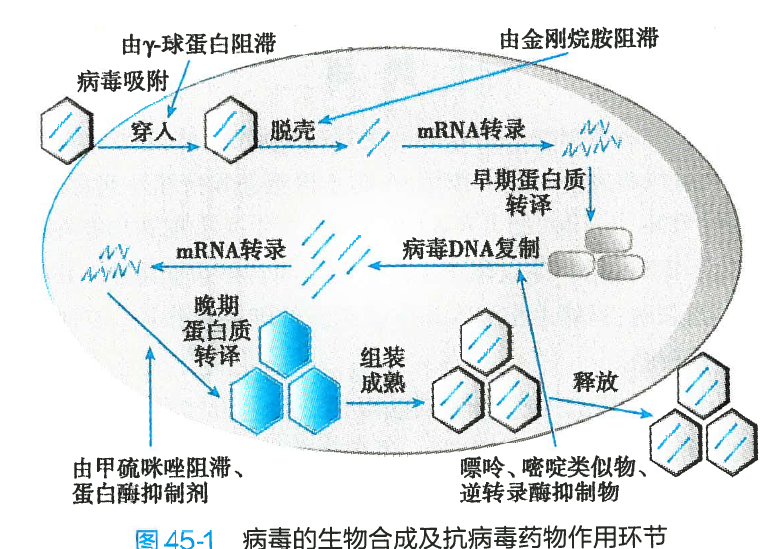 由γ-球蛋白阻滞
由金刚烷胺阻滞
病毒吸附
穿入
脱壳
mRNA转录
早期蛋白质
转译
mRNA转录
病毒DNA复制
晚期
蛋白质
转译
组装
成熟
释放
由甲硫咪唑阻滞、
蛋白酶抑制剂
嘌呤、嘧啶类似物、
逆转录酶抑制物
图 45-1 病毒的生物合成及抗病毒药物作用环节